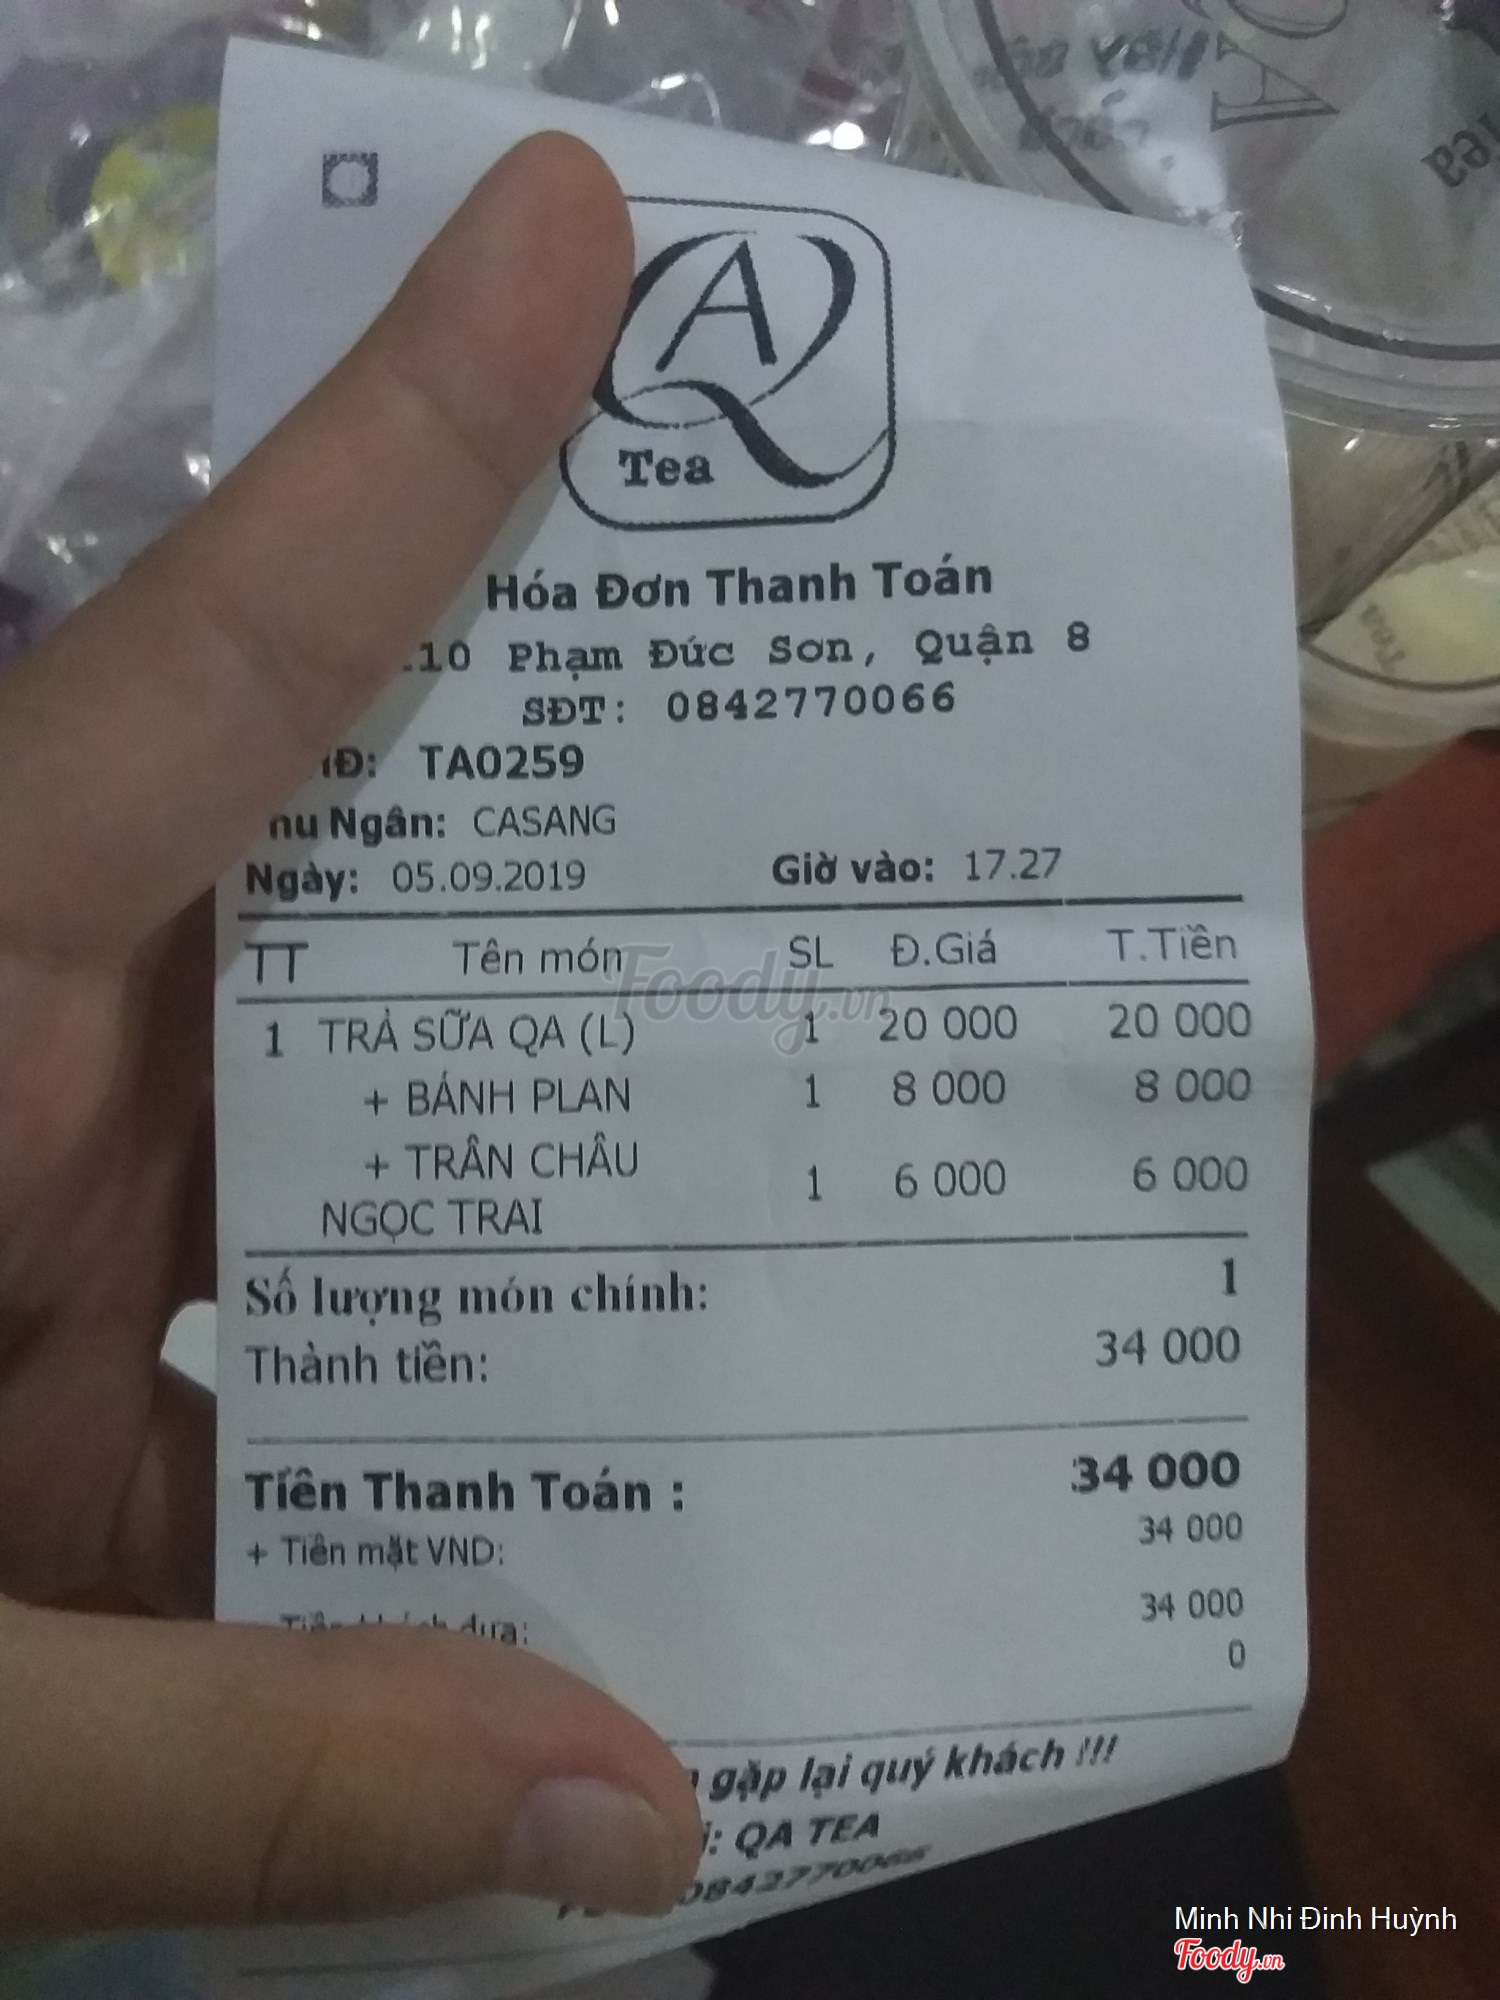 QA
Tea
Hóa Đơn Thanh Toán
10 Phạm Đức Sơn, Quận 8
SĐT: 0842770066
TA0259
Ngân: CASANG
Ngày: 05.09.2019 Giờ vào: 17.27
TT Tên món SL Đ.Giá T.Tiền
1 TRÀ SỮA QA (L) 1 20 000 20 000
+ BÁNH PLAN 1 8 000 8 000
+ TRÂN CHÂU
NGỌC TRAI 1 6 000 6 000
Số lượng món chính: 1
Thành tiền: 34 000
Tiền Thanh Toán : 34 000
+ Tiền mặt VND: 34 000
34 000
0
gặp lại quý khách !!!
QA TEA
0842770066
Foody.vn
Minh Nhi Đinh Huỳnh
Foody.vn